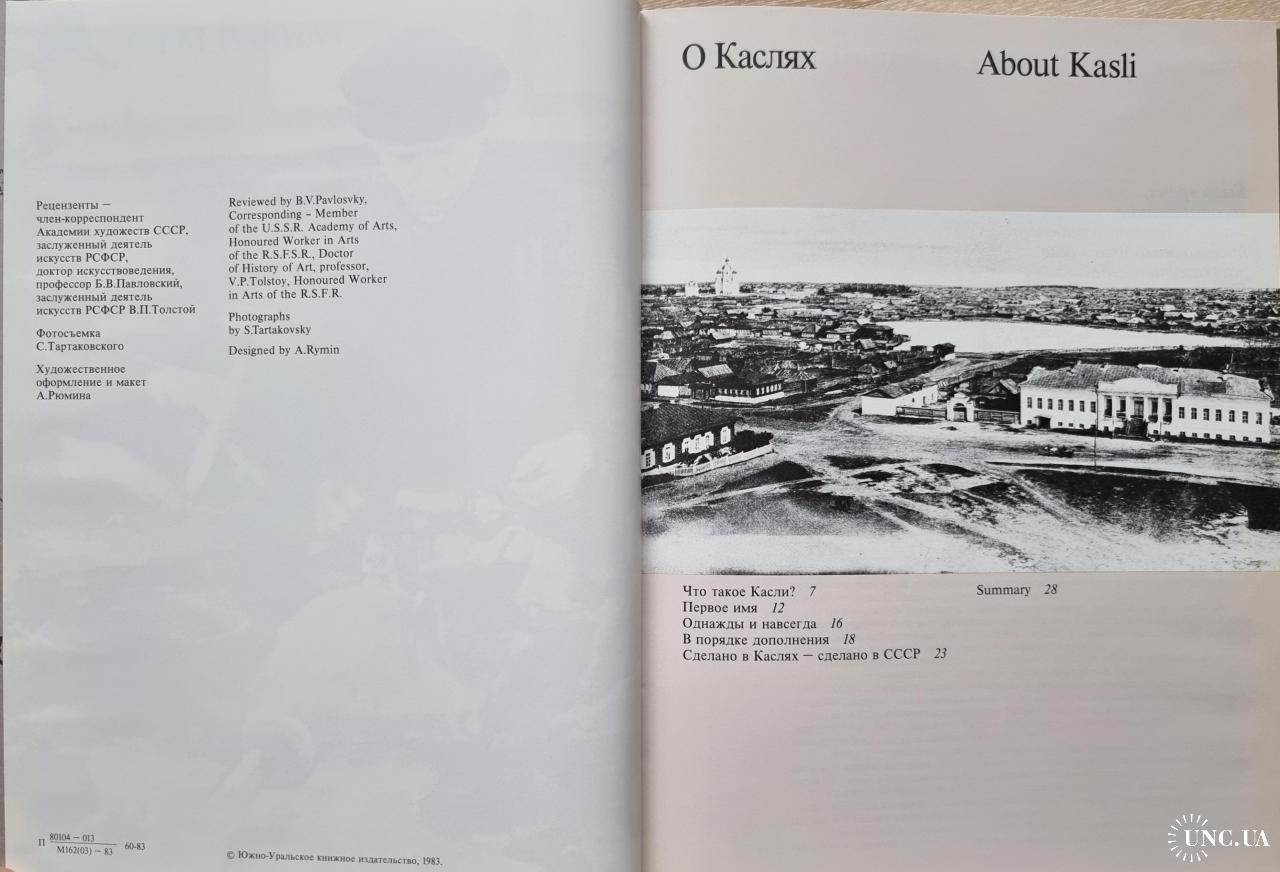 Рецензенты —
член-корреспондент
Академии художеств СССР,
заслуженный деятель
искусств РСФСР,
доктор искусствоведения,
профессор Б.В.Павловский,
заслуженный деятель
искусств РСФСР В.П.Толстой
Фотосъемка
С.Тартаковского
Художественное
оформление и макет
А.Рюмина
Reviewed by B.V.Pavlosvky,
Corresponding – Member
of the U.S.S.R. Academy of Arts,
Honoured Worker in Arts
of the R.S.F.S.R., Doctor
of History of Art, professor,
V.P.Tolstoy, Honoured Worker
in Arts of the R.S.F.R.
Photographs
by S.Tartakovsky
Designed by A.Rymin
П 80104 — 013
М162(03) — 83 60-83
© Южно-Уральское книжное издательство, 1983.
О Каслях
About Kasli
Что такое Касли? 7
Первое имя 12
Однажды и навсегда 16
В порядке дополнения 18
Сделано в Каслях — сделано в СССР 23
Summary 28
UNC.UA